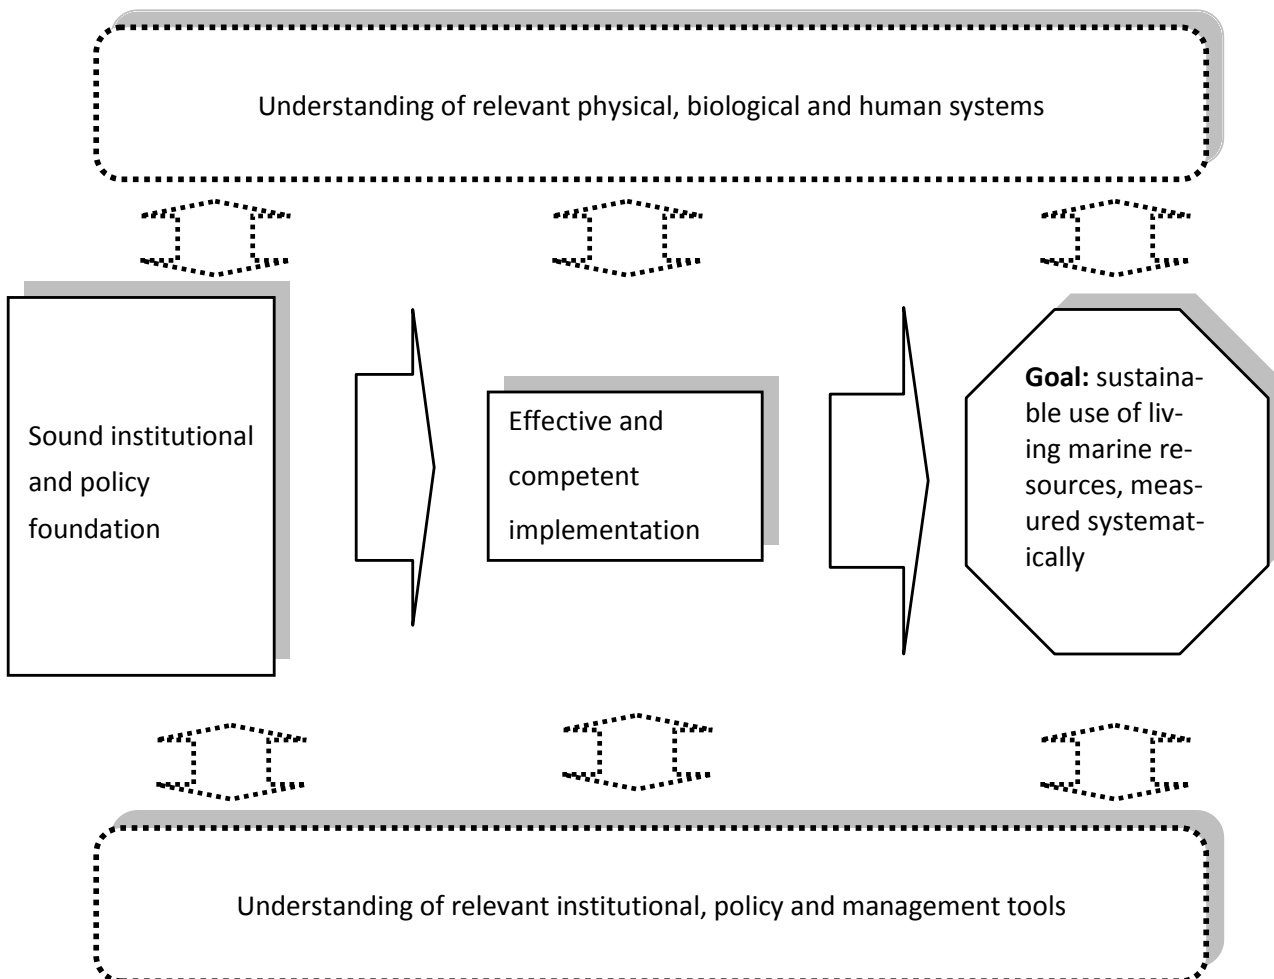 Understanding of relevant physical, biological and human systems
Sound institutional
and policy
foundation
Effective and
competent
implementation
Goal: sustaina-
ble use of liv-
ing marine re-
sources, meas-
ured systemat-
ically
Understanding of relevant institutional, policy and management tools